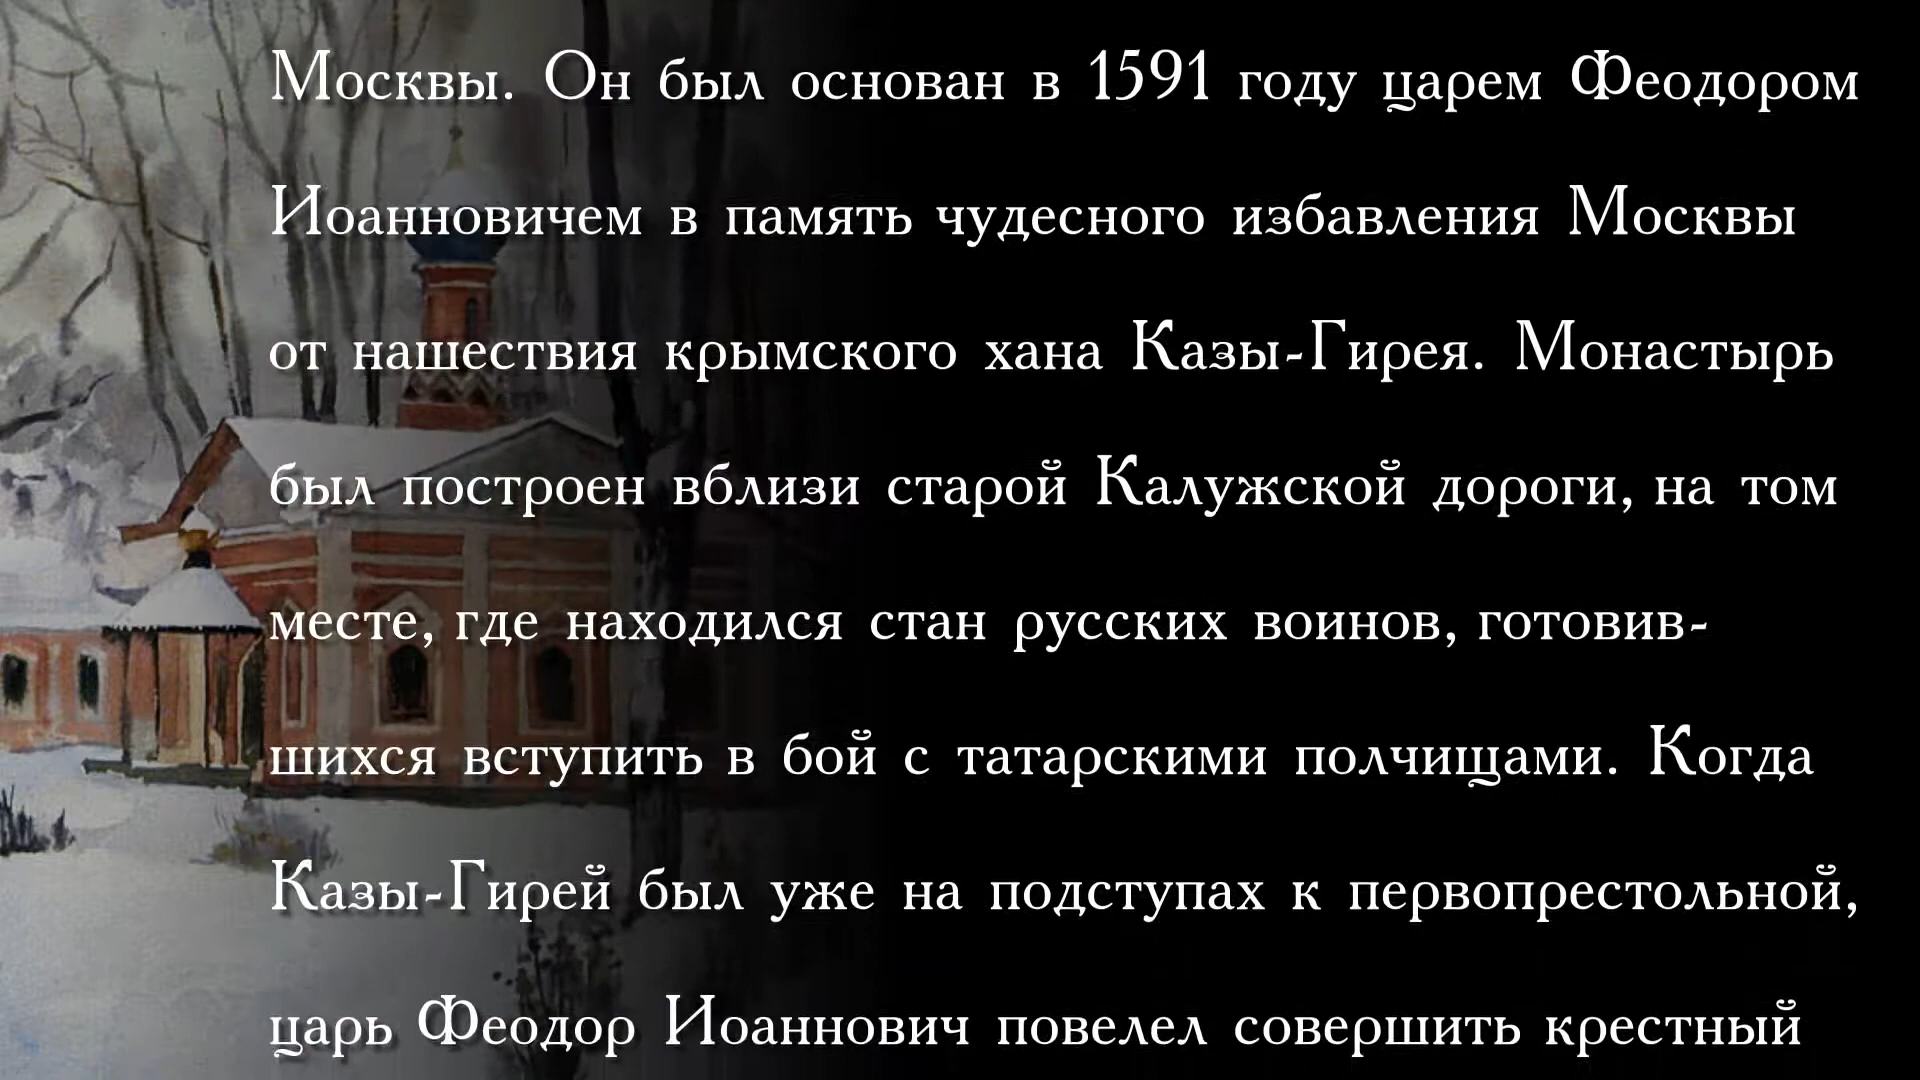 Москвы. Он был основан в 1591 году царем Феодором
Иоанновичем в память чудесного избавления Москвы
от нашествия крымского хана Казы-Гирея. Монастырь
был построен вблизи старой Калужской дороги, на том
месте, где находился стан русских воинов, готовив-
шихся вступить в бой с татарскими полчищами. Когда
Казы-Гирей был уже на подступах к первопрестольной,
царь Феодор Иоаннович повелел совершить крестный